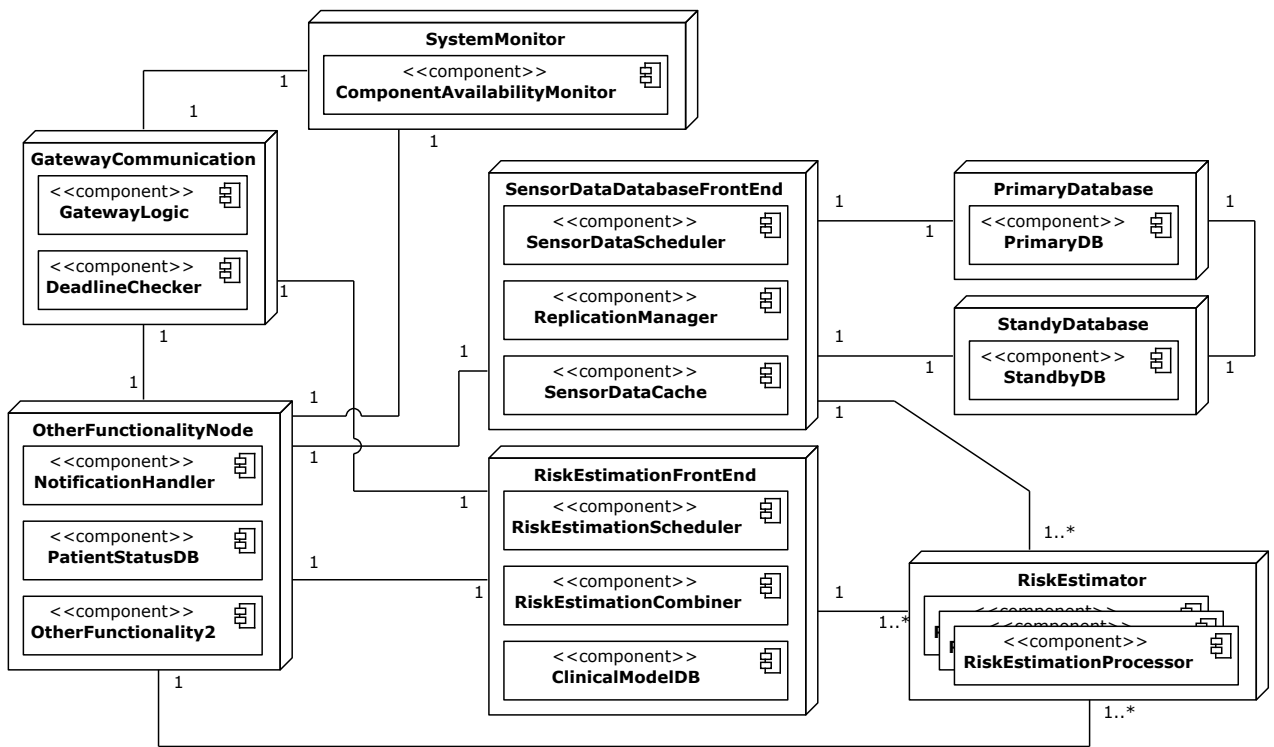 SystemMonitor
<<component>>
ComponentAvailabilityMonitor
1
1
1
GatewayCommunication
<<component>>
GatewayLogic
<<component>>
DeadlineChecker
1
1
1
SensorDataDatabaseFrontEnd
<<component>>
SensorDataScheduler
<<component>>
ReplicationManager
<<component>>
SensorDataCache
1
1
1
1
1
1
PrimaryDatabase
<<component>>
PrimaryDB
1
StandyDatabase
<<component>>
StandbyDB
1
OtherFunctionalityNode
<<component>>
NotificationHandler
<<component>>
PatientStatusDB
<<component>>
OtherFunctionality2
1
1
1
1
1
1
RiskEstimationFrontEnd
<<component>>
RiskEstimationScheduler
<<component>>
RiskEstimationCombiner
<<component>>
ClinicalModelDB
1
1..*
1..*
RiskEstimator
<<component>>
<<component>>
<<component>>
RiskEstimationProcessor
1
1..*